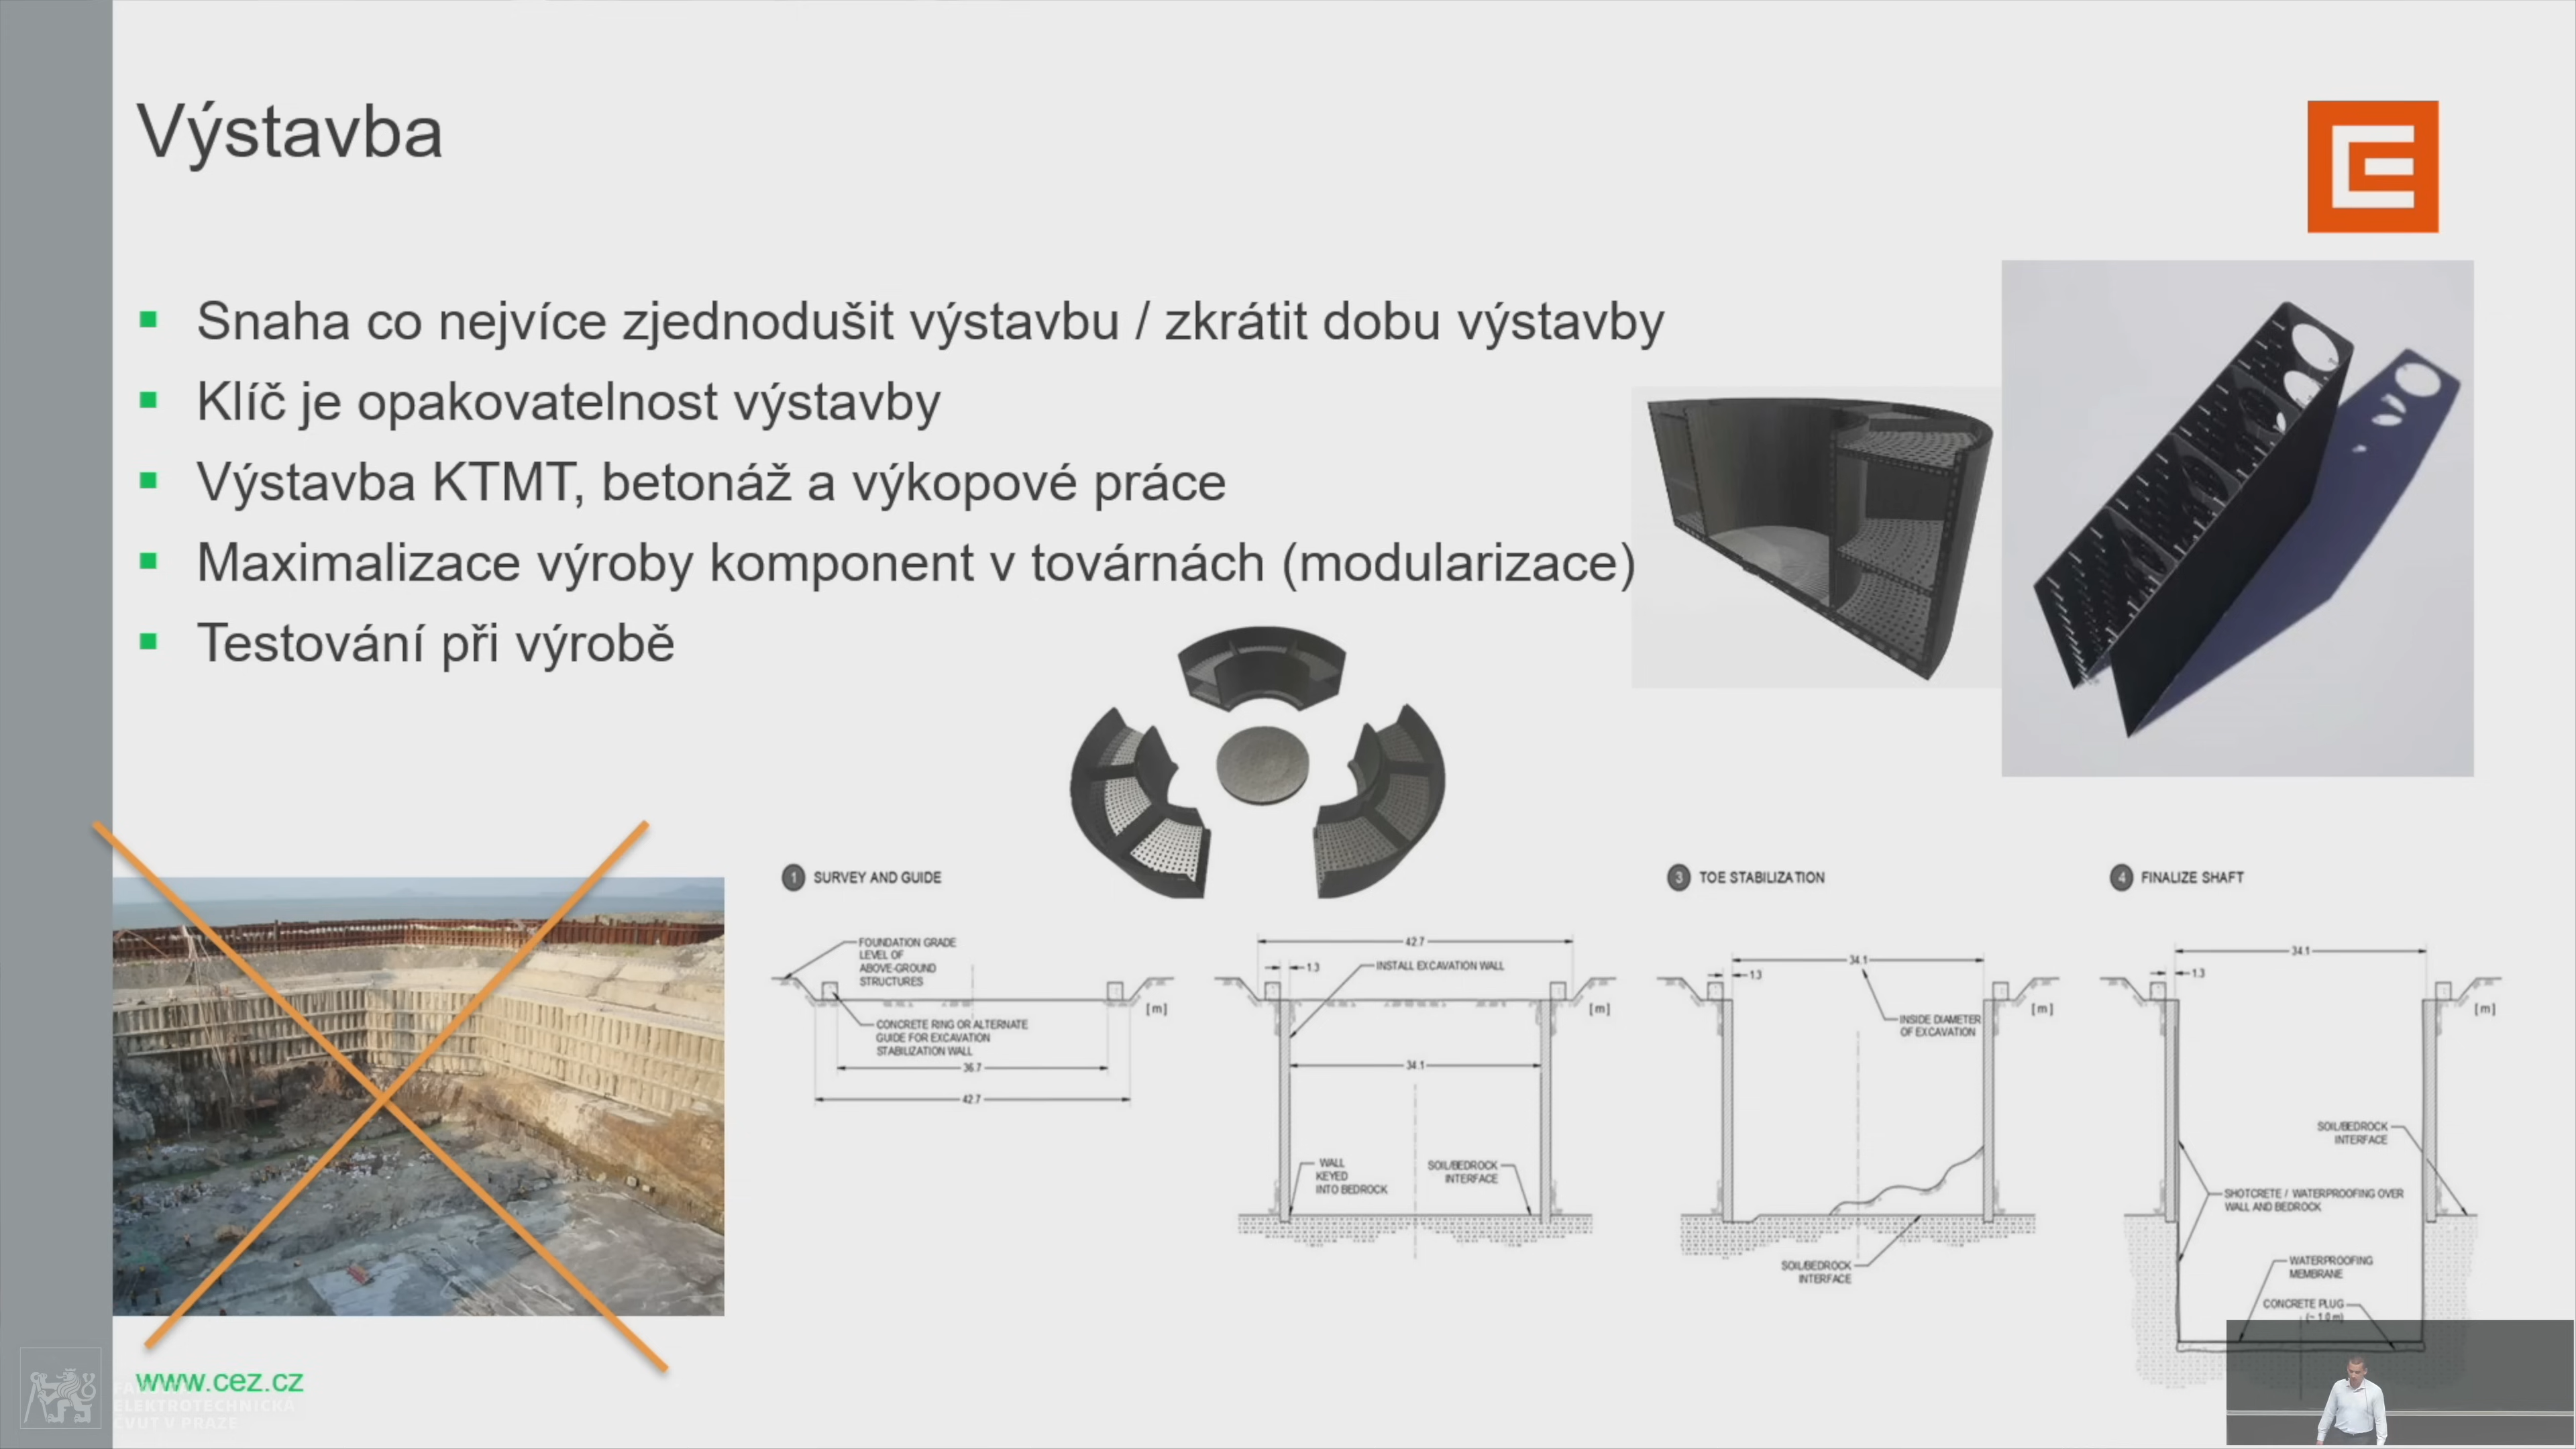 Výstavba
Snaha co nejvíce zjednodušit výstavbu / zkrátit dobu výstavby
Klíč je opakovatelnost výstavby
Výstavba KTMT, betonáž a výkopové práce
Maximalizace výroby komponent v továrnách (modularizace)
Testování při výrobě
1 SURVEY AND GUIDE
FOUNDATION GRADE
LEVEL OF
ABOVE-GROUND
STRUCTURES
[m]
CONCRETE RING OR ALTERNATE
GUIDE FOR EXCAVATION
STABILIZATION WALL
36.7
42.7
42.7
1.3
INSTALL EXCAVATION WALL
[m]
34.1
WALL
KEYED
INTO BEDROCK
SOIL/BEDROCK
INTERFACE
3 TOE STABILIZATION
34.1
1.3
[m]
INSIDE DIAMETER
OF EXCAVATION
SOIL/BEDROCK
INTERFACE
4 FINALIZE SHAFT
34.1
1.3
[m]
SOIL/BEDROCK
INTERFACE
SHOTCRETE / WATERPROOFING OVER
WALL AND BEDROCK
WATERPROOFING
MEMBRANE
CONCRETE PLUG
(~ 1.0 m)
www.cez.cz
FAKULTA
ELEKTROTECHNICKÁ
ČVUT V PRAZE